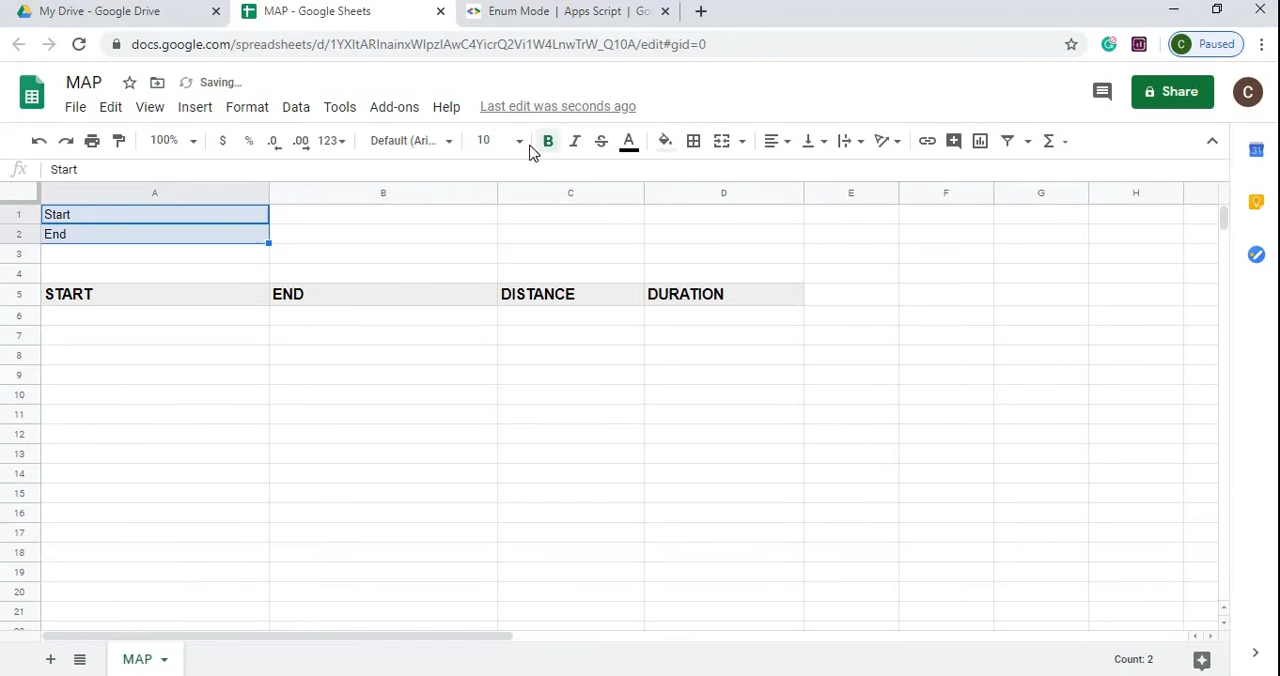 My Drive - Google Drive
MAP - Google Sheets
Enum Mode | Apps Script | Goo
docs.google.com/spreadsheets/d/1YXItARInainxWIpzIAwC4YicrQ2Vi1W4LnwTrW_Q10A/edit#gid=0
C Paused
MAP Saving...
File Edit View Insert Format Data Tools Add-ons Help Last edit was seconds ago
Share C
100% $ % .0 .00 123 Default (Ari... 10 B I S A
fx Start
A B C D E F G H
1 Start
2 End
3
4
5 START END DISTANCE DURATION
6
7
8
9
10
11
12
13
14
15
16
17
18
19
20
21
MAP Count: 2